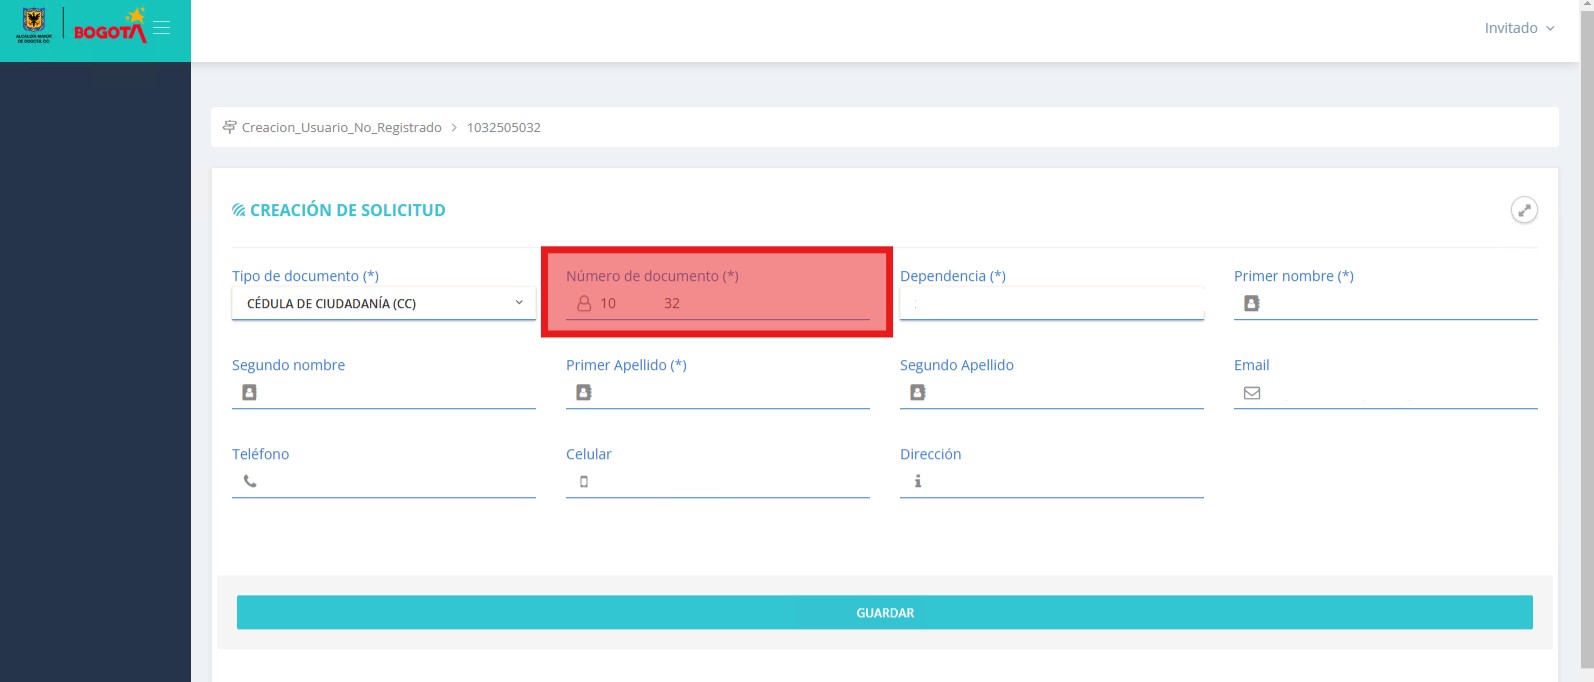 ALCALDÍA MAYOR
DE BOGOTÁ D.C.
BOGOTÁ
Invitado
Creacion_Usuario_No_Registrado > 1032505032
CREACIÓN DE SOLICITUD
Tipo de documento (*)
CÉDULA DE CIUDADANÍA (CC)
Número de documento (*)
10 32
Dependencia (*)
Primer nombre (*)
Segundo nombre
Primer Apellido (*)
Segundo Apellido
Email
Teléfono
Celular
Dirección
GUARDAR